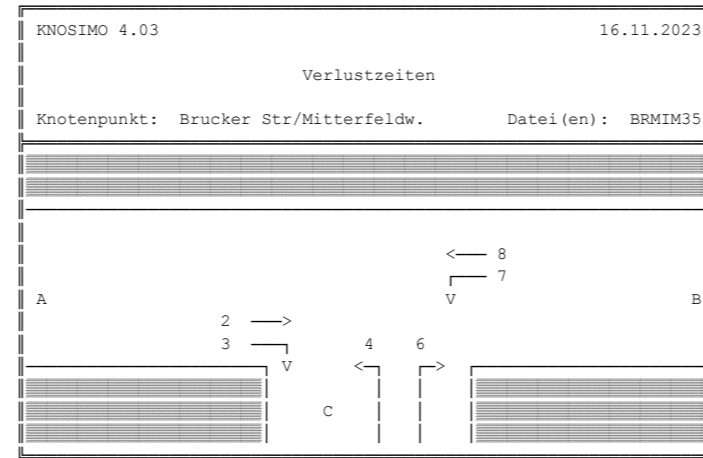 KNOSIMO 4.03 16.11.2023
Verlustzeiten
Knotenpunkt: Brucker Str/Mitterfeldw. Datei(en): BRMIM35
<── 8
┌── 7
A V B
2 ──>
3 ──┐ 4 6
V <─┐ ┌─>
C